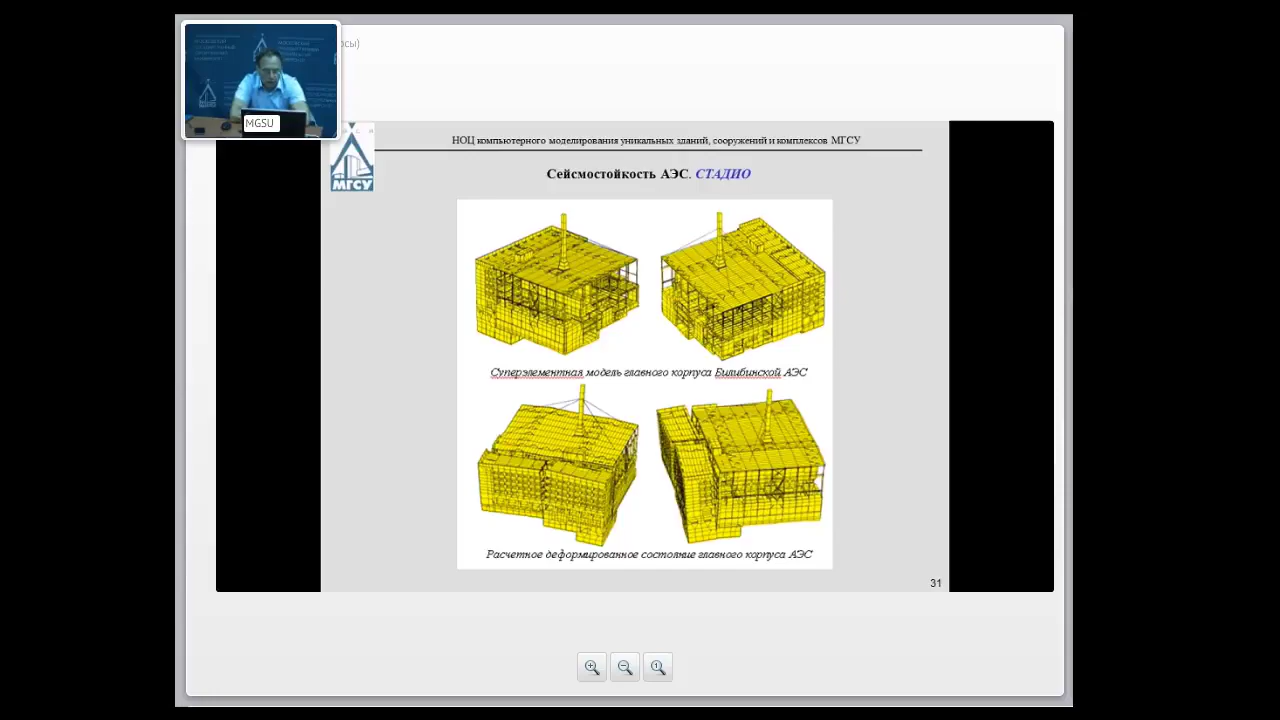 осы)
MGSU
НОЦ компьютерного моделирования уникальных зданий, сооружений и комплексов МГСУ
МГСУ
Сейсмостойкость АЭС. СТАДИО
Суперэлементная модель главного корпуса Билибинской АЭС
Расчетное деформированное состояние главного корпуса АЭС
31